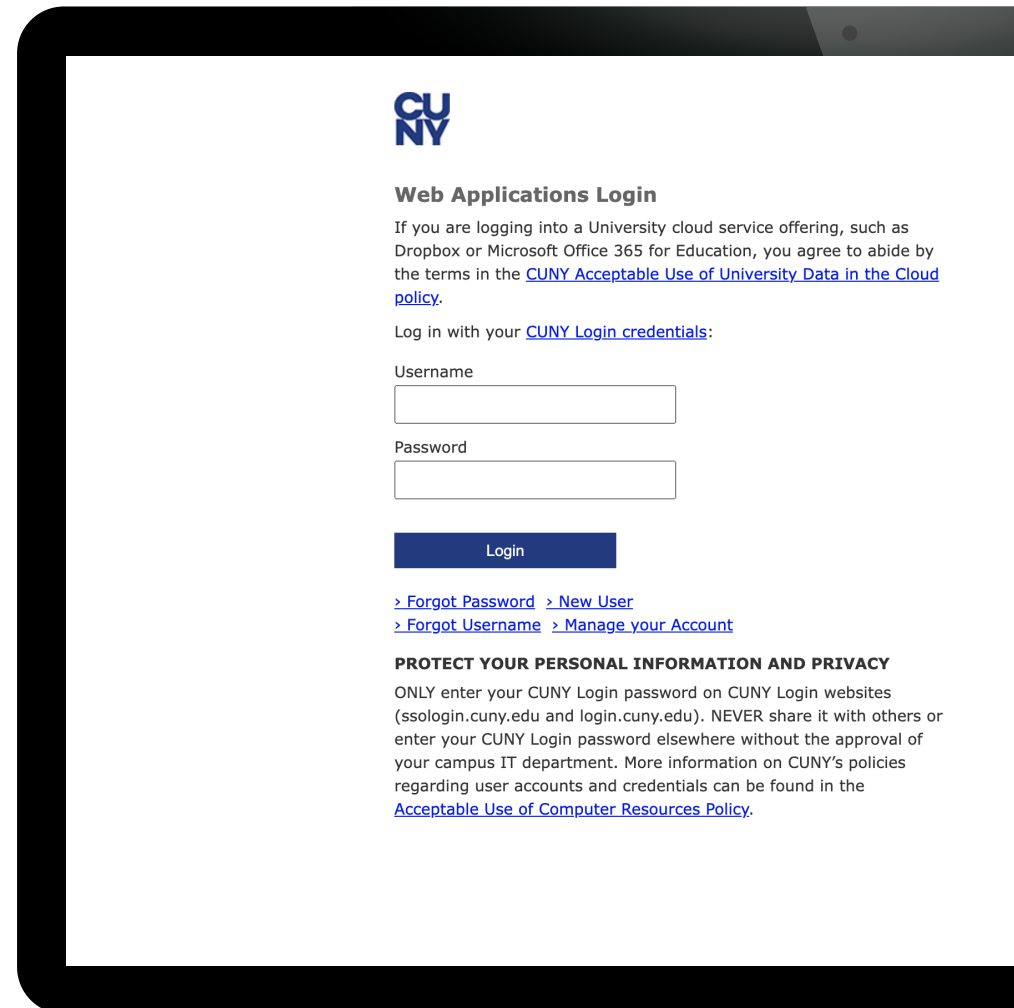 CU
NY
Web Applications Login
If you are logging into a University cloud service offering, such as
Dropbox or Microsoft Office 365 for Education, you agree to abide by
the terms in the CUNY Acceptable Use of University Data in the Cloud
policy.
Log in with your CUNY Login credentials:
Username
Password
Login
› Forgot Password › New User
› Forgot Username › Manage your Account
PROTECT YOUR PERSONAL INFORMATION AND PRIVACY
ONLY enter your CUNY Login password on CUNY Login websites
(ssologin.cuny.edu and login.cuny.edu). NEVER share it with others or
enter your CUNY Login password elsewhere without the approval of
your campus IT department. More information on CUNY’s policies
regarding user accounts and credentials can be found in the
Acceptable Use of Computer Resources Policy.